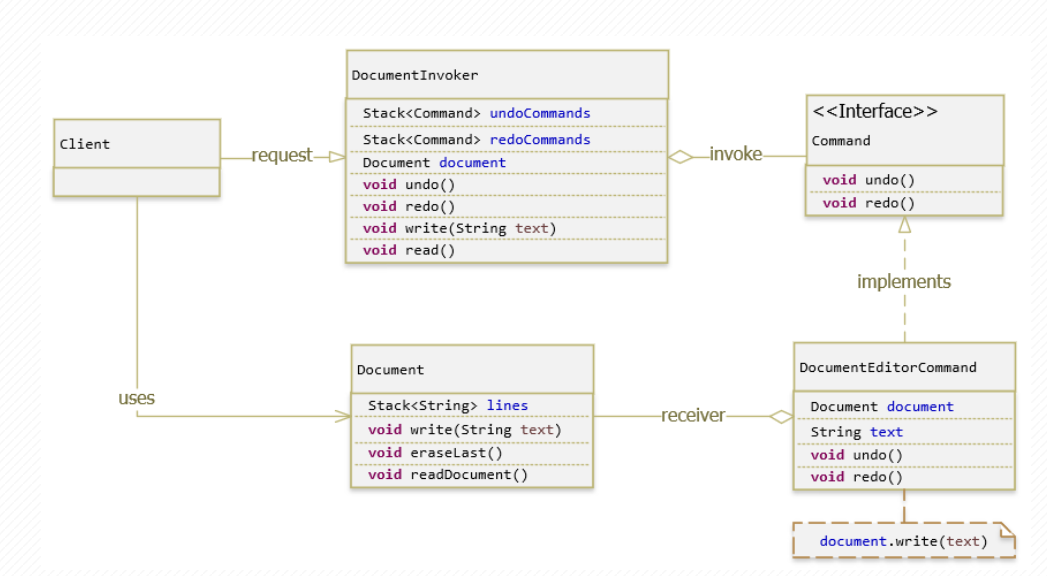 DocumentInvoker
Stack<Command> undoCommands
Stack<Command> redoCommands
Document document
void undo()
void redo()
void write(String text)
void read()
<<Interface>>
Command
void undo()
void redo()
Client
request
invoke
implements
uses
Document
Stack<String> lines
void write(String text)
void eraseLast()
void readDocument()
receiver
DocumentEditorCommand
Document document
String text
void undo()
void redo()
document.write(text)